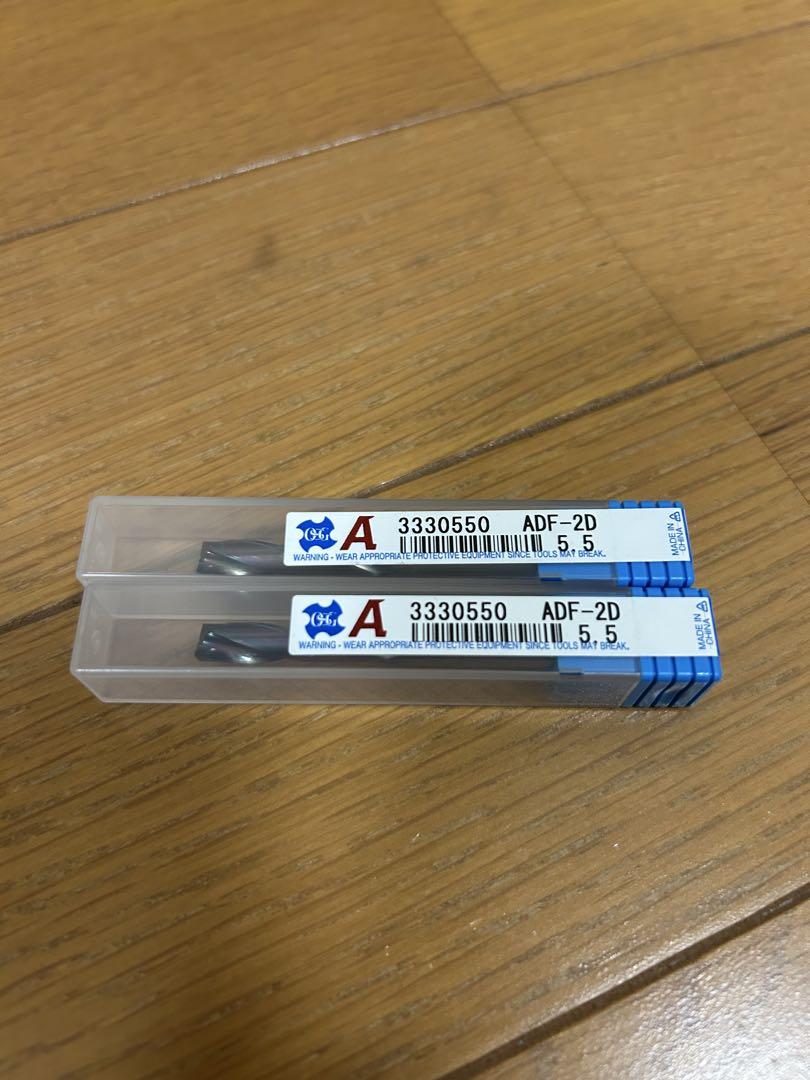 OSG A 3330550 ADF-2D
5.5
WARNING - WEAR APPROPRIATE PROTECTIVE EQUIPMENT SINCE TOOLS MAY BREAK.
MADE IN
CHINA
OSG A 3330550 ADF-2D
5.5
WARNING - WEAR APPROPRIATE PROTECTIVE EQUIPMENT SINCE TOOLS MAY BREAK.
MADE IN
CHINA